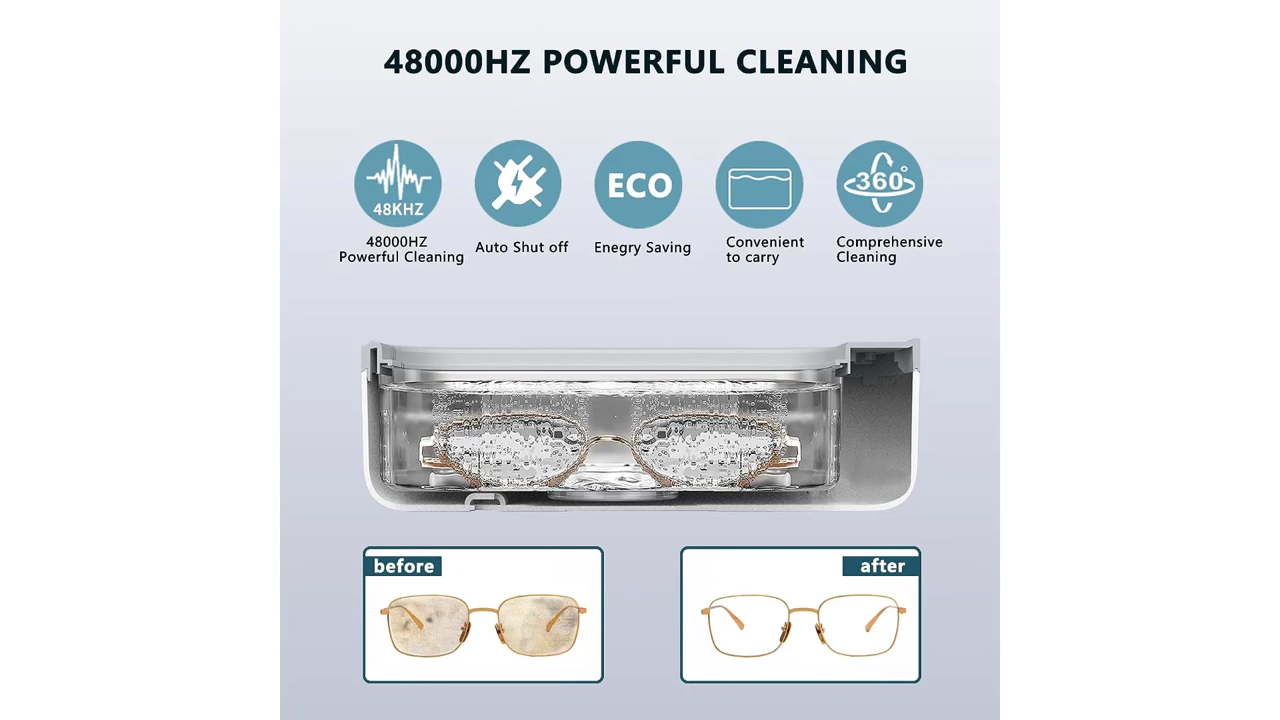 48000HZ POWERFUL CLEANING
48KHZ
ECO
360°
48000HZ
Powerful Cleaning
Auto Shut off
Enegry Saving
Convenient
to carry
Comprehensive
Cleaning
before
after